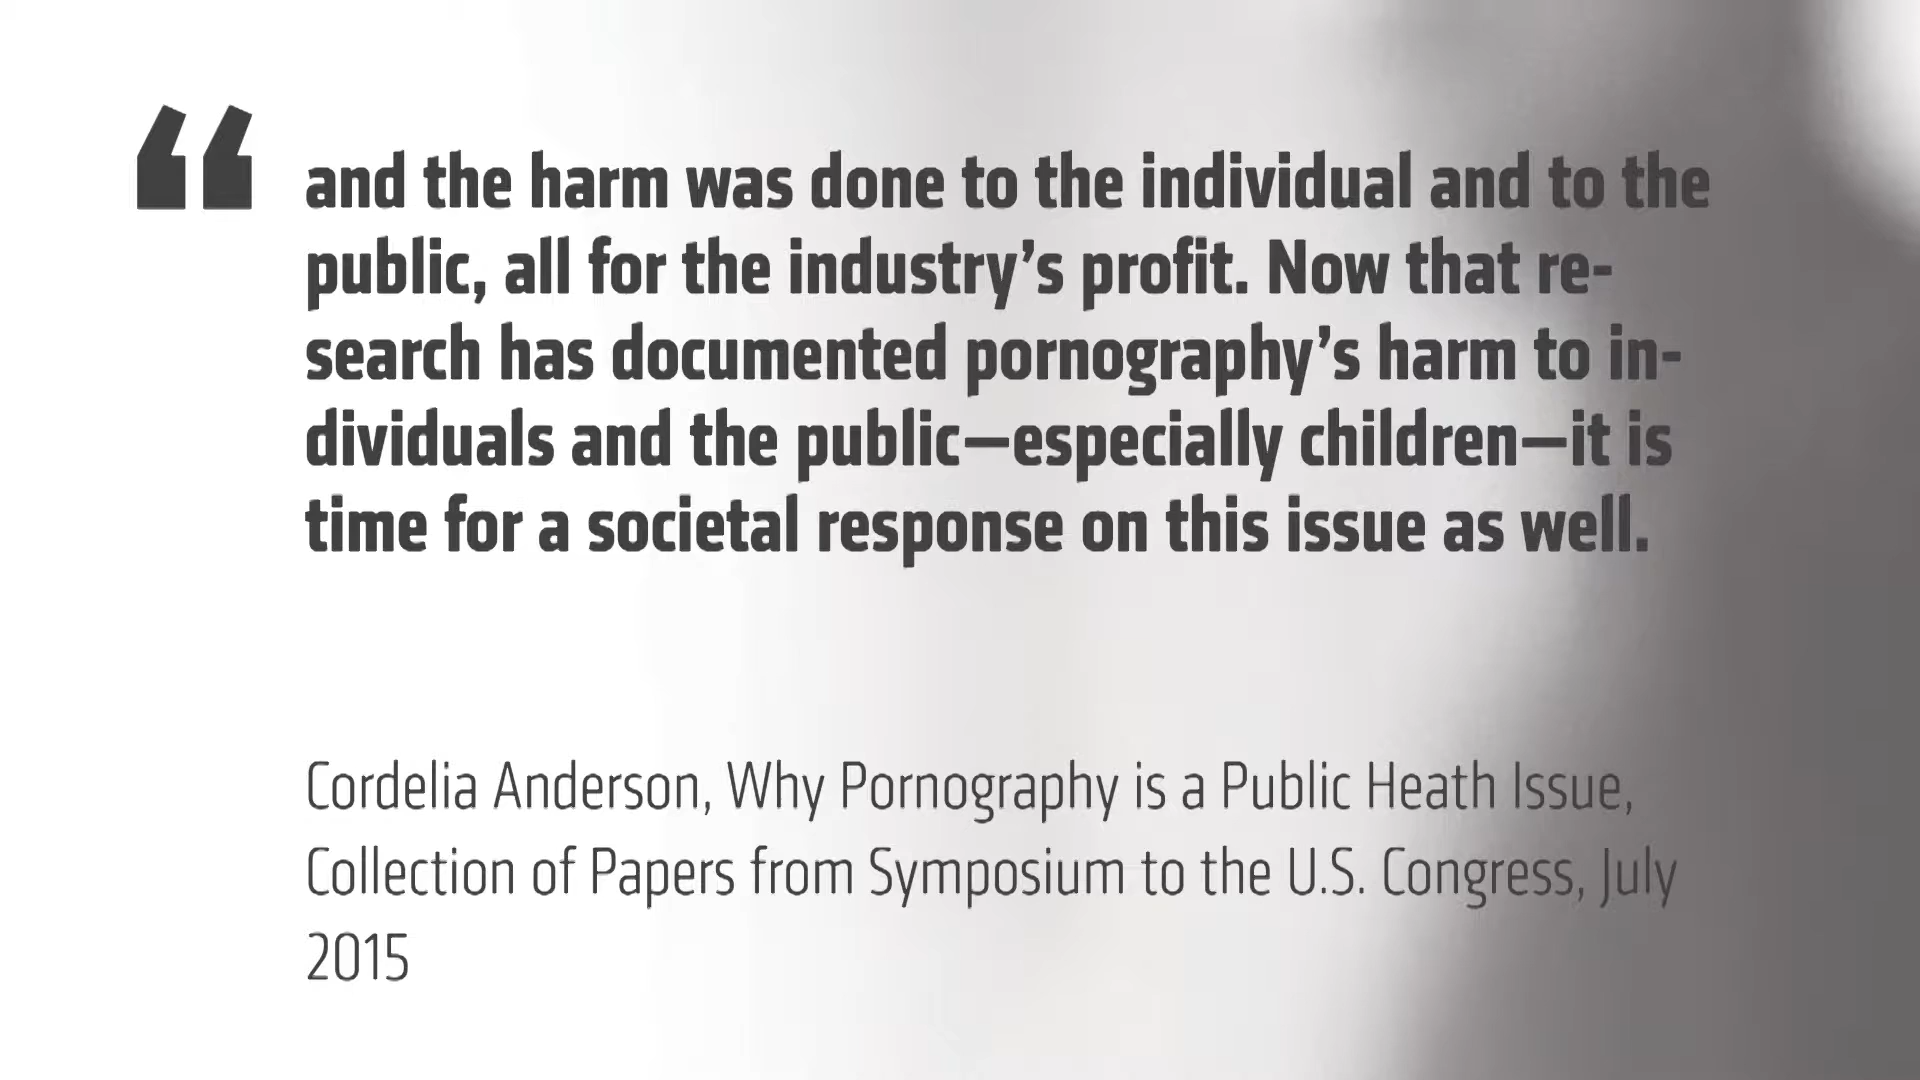 “ and the harm was done to the individual and to the
public, all for the industry’s profit. Now that re-
search has documented pornography’s harm to in-
dividuals and the public—especially children—it is
time for a societal response on this issue as well.
Cordelia Anderson, Why Pornography is a Public Heath Issue,
Collection of Papers from Symposium to the U.S. Congress, July
2015